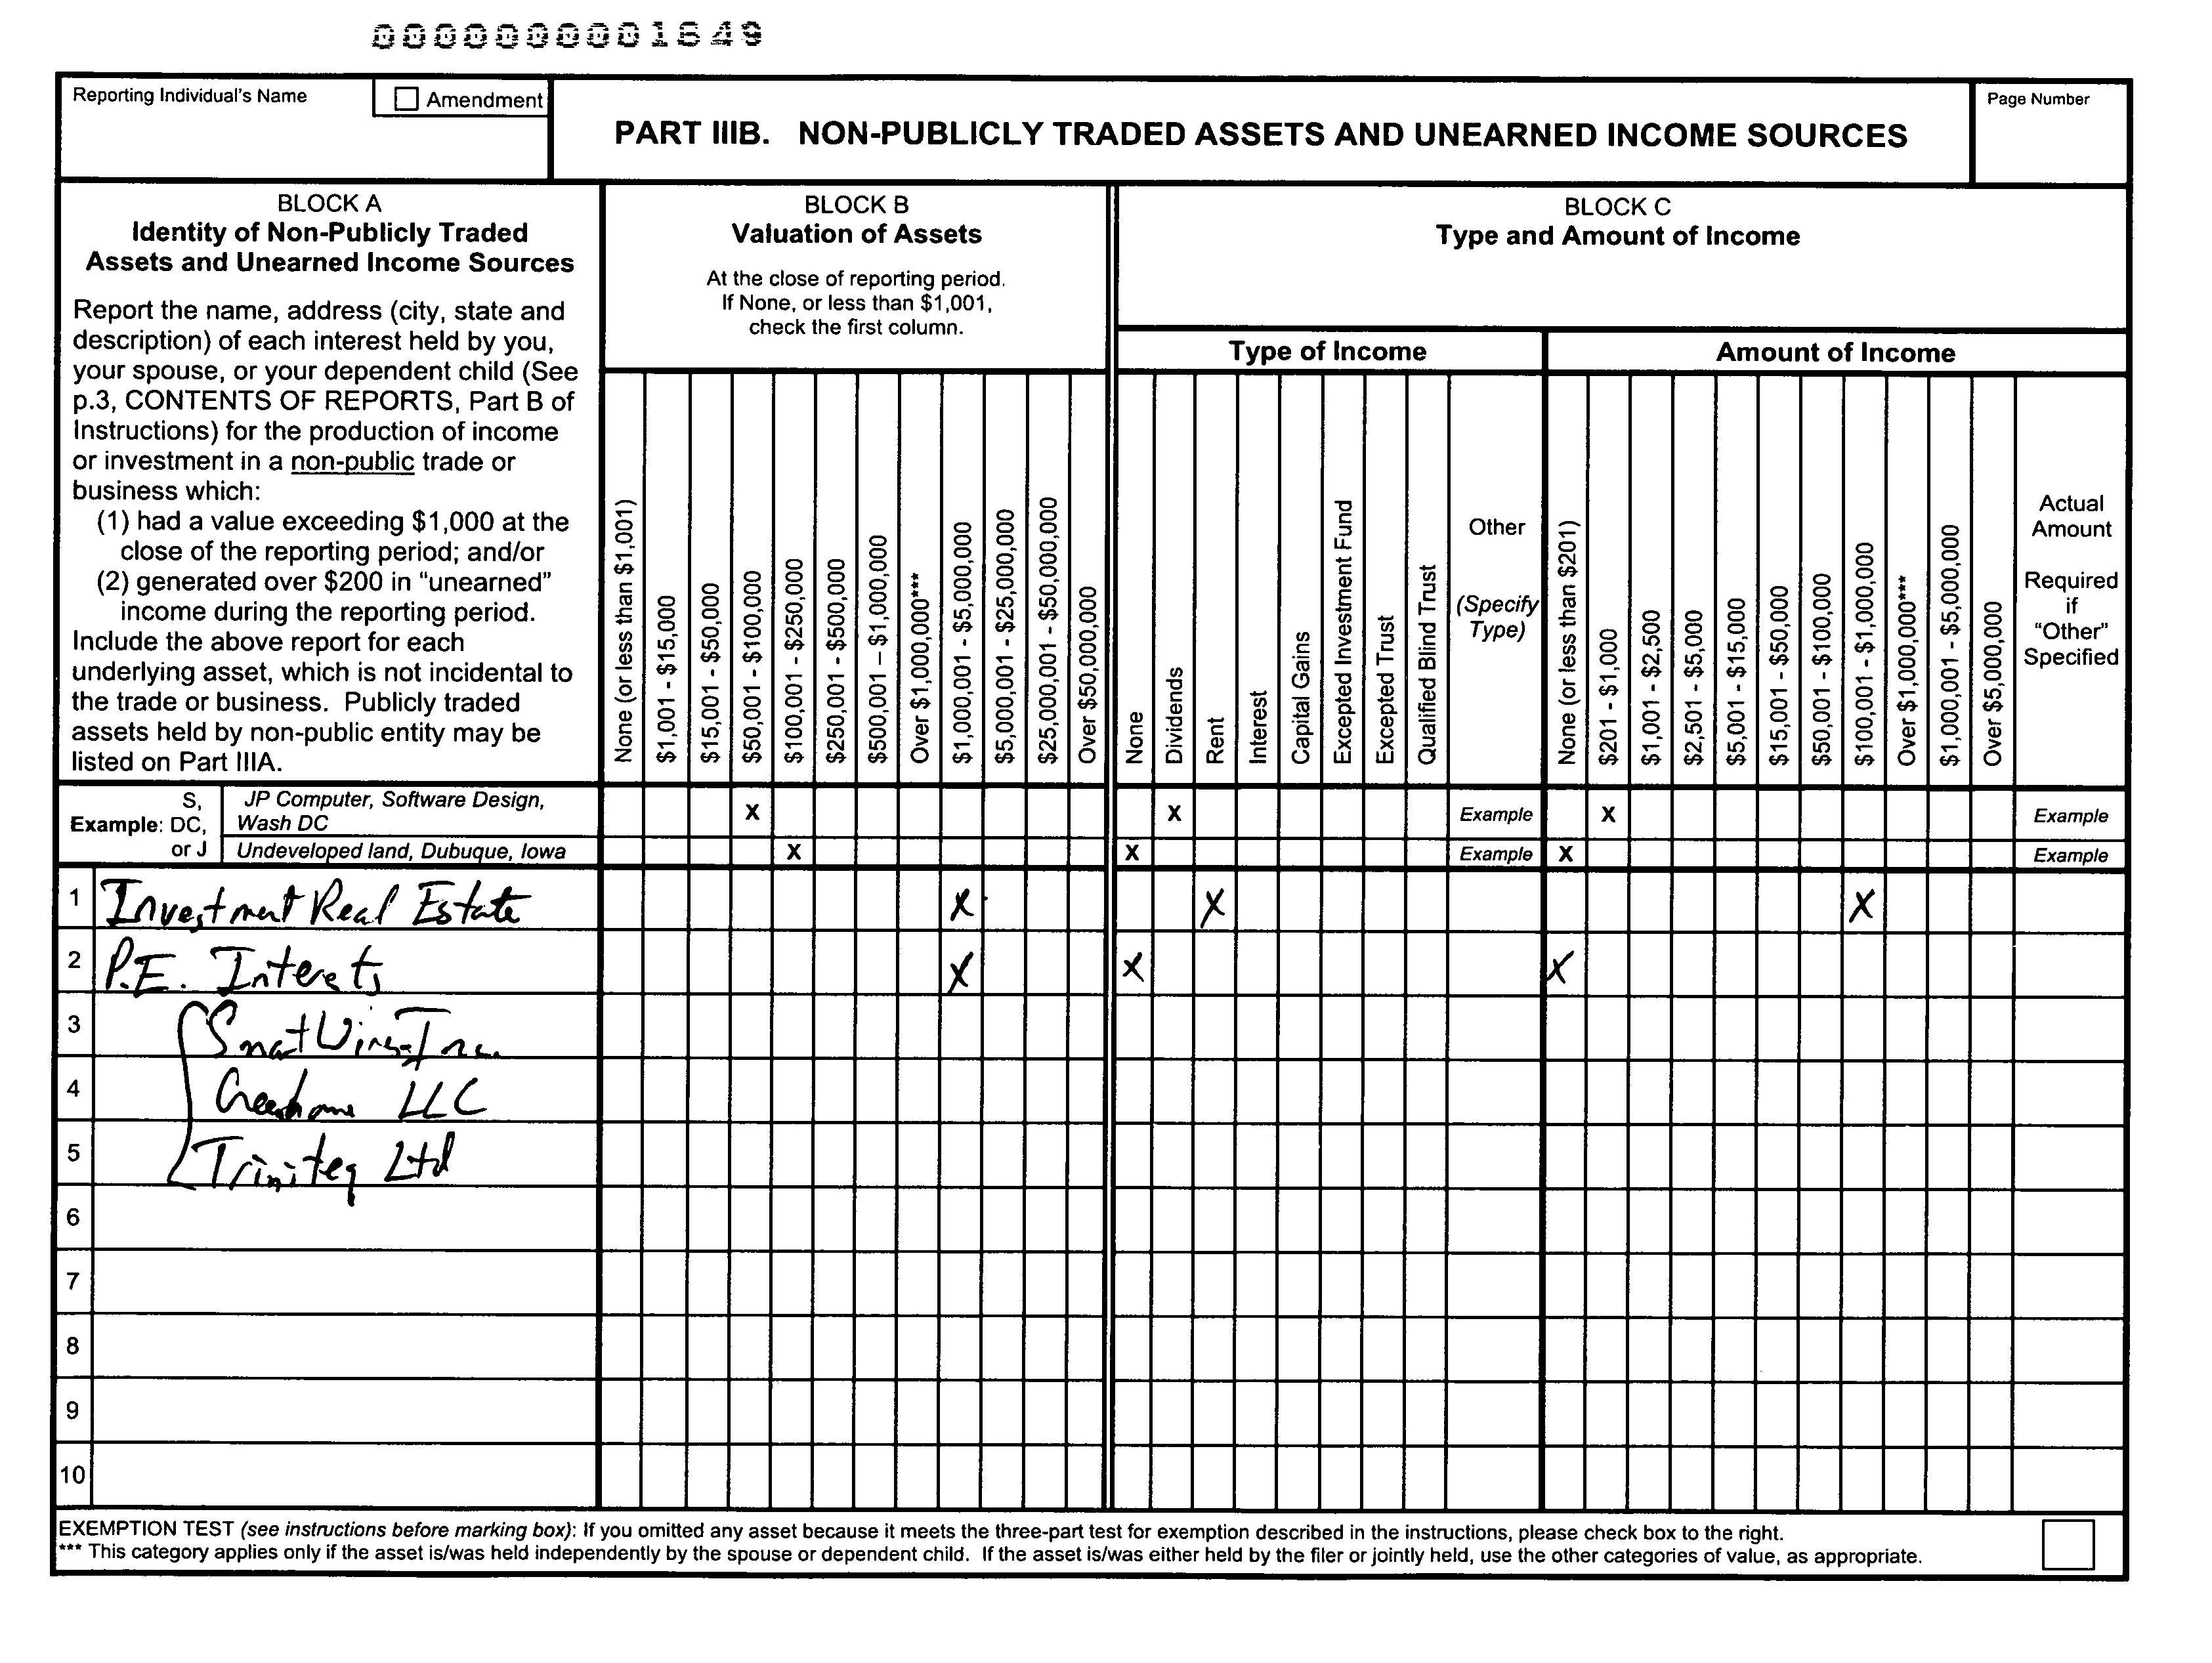 0000000001649
Reporting Individual's Name
Amendment
PART IIIB. NON-PUBLICLY TRADED ASSETS AND UNEARNED INCOME SOURCES
Page Number
BLOCK A
Identity of Non-Publicly Traded
Assets and Unearned Income Sources
Report the name, address (city, state and
description) of each interest held by you,
your spouse, or your dependent child (See
p.3, CONTENTS OF REPORTS, Part B of
Instructions) for the production of income
or investment in a non-public trade or
business which:
(1) had a value exceeding $1,000 at the
close of the reporting period; and/or
(2) generated over $200 in “unearned”
income during the reporting period.
Include the above report for each
underlying asset, which is not incidental to
the trade or business. Publicly traded
assets held by non-public entity may be
listed on Part IIIA.
BLOCK B
Valuation of Assets
At the close of reporting period.
If None, or less than $1,001,
check the first column.
None (or less than $1,001)
$1,001 - $15,000
$15,001 - $50,000
$50,001 - $100,000
$100,001 - $250,000
$250,001 - $500,000
$500,001 – $1,000,000
Over $1,000,000***
$1,000,001 - $5,000,000
$5,000,001 - $25,000,000
$25,000,001 - $50,000,000
Over $50,000,000
BLOCK C
Type and Amount of Income
Type of Income
None
Dividends
Rent
Interest
Capital Gains
Excepted Investment Fund
Excepted Trust
Qualified Blind Trust
Other
(Specify
Type)
Amount of Income
None (or less than $201)
$201 - $1,000
$1,001 - $2,500
$2,501 - $5,000
$5,001 - $15,000
$15,001 - $50,000
$50,001 - $100,000
$100,001 - $1,000,000
Over $1,000,000***
$1,000,001 - $5,000,000
Over $5,000,000
Actual
Amount
Required
if
“Other”
Specified
Example:
S,
DC,
or J
JP Computer, Software Design,
Wash DC
X X Example X Example
Undeveloped land, Dubuque, Iowa X X Example X Example
1 Investment Real Estate X X X
2 P.E. Interests X X X
3 Smart Wires Inc.
4 LLC
5 Triniteq Ltd
6
7
8
9
10
EXEMPTION TEST (see instructions before marking box): If you omitted any asset because it meets the three-part test for exemption described in the instructions, please check box to the right.
*** This category applies only if the asset is/was held independently by the spouse or dependent child. If the asset is/was either held by the filer or jointly held, use the other categories of value, as appropriate.